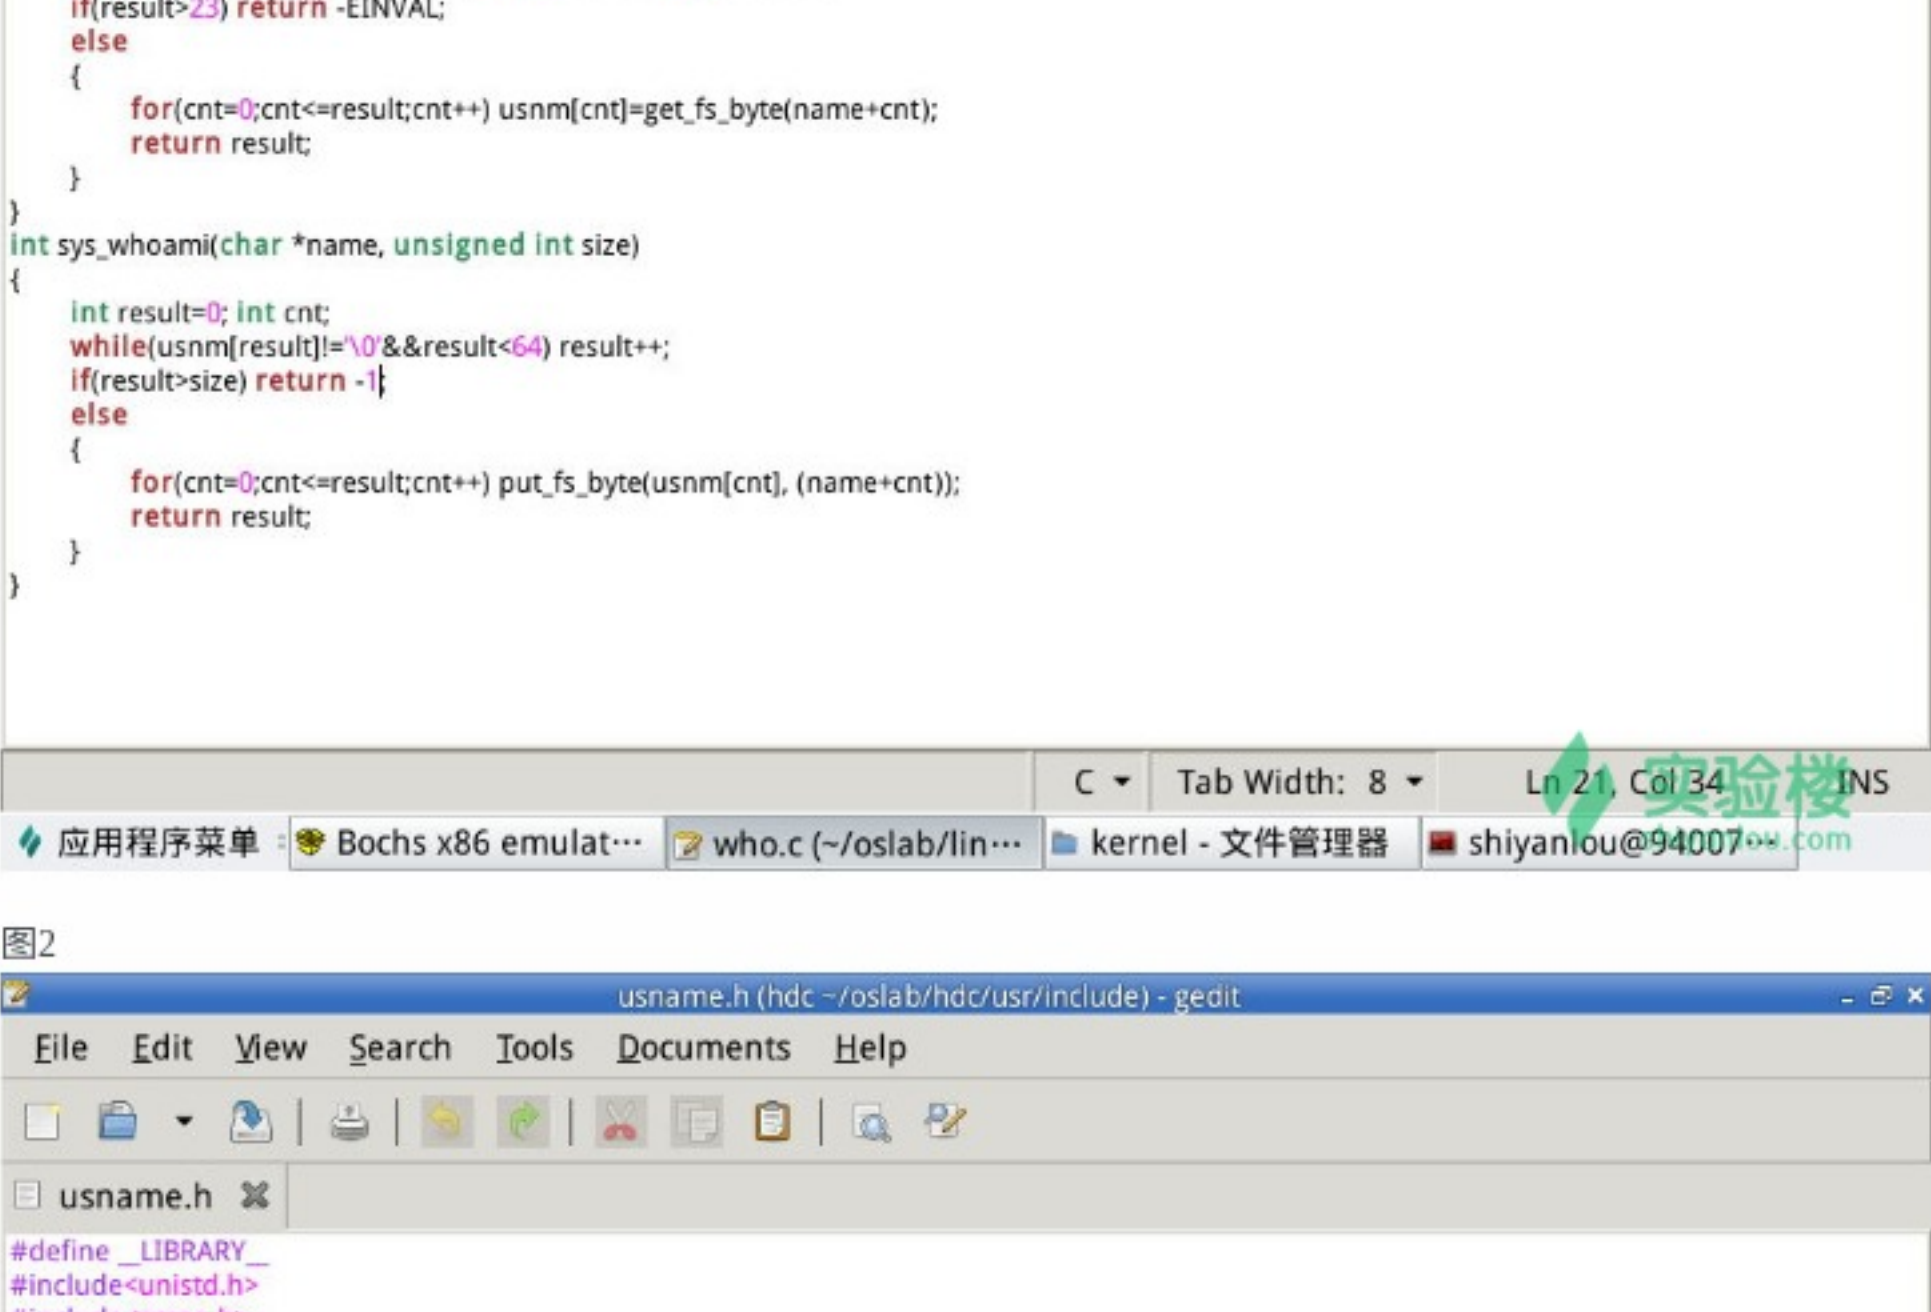 if(result>23) return -EINVAL;
else
{
for(cnt=0;cnt<=result;cnt++) usnm[cnt]=get_fs_byte(name+cnt);
return result;
}
}
int sys_whoami(char *name, unsigned int size)
{
int result=0; int cnt;
while(usnm[result]!='\0'&&result<64) result++;
if(result>size) return -1;
else
{
for(cnt=0;cnt<=result;cnt++) put_fs_byte(usnm[cnt], (name+cnt));
return result;
}
}
C Tab Width: 8 Ln 21, Col 34 INS
实验楼
应用程序菜单 Bochs x86 emulat··· who.c (~/oslab/lin··· kernel - 文件管理器 shiyanlou@94007···
图2
usname.h (hdc ~/oslab/hdc/usr/include) - gedit
File Edit View Search Tools Documents Help
usname.h
#define __LIBRARY__
#include<unistd.h>